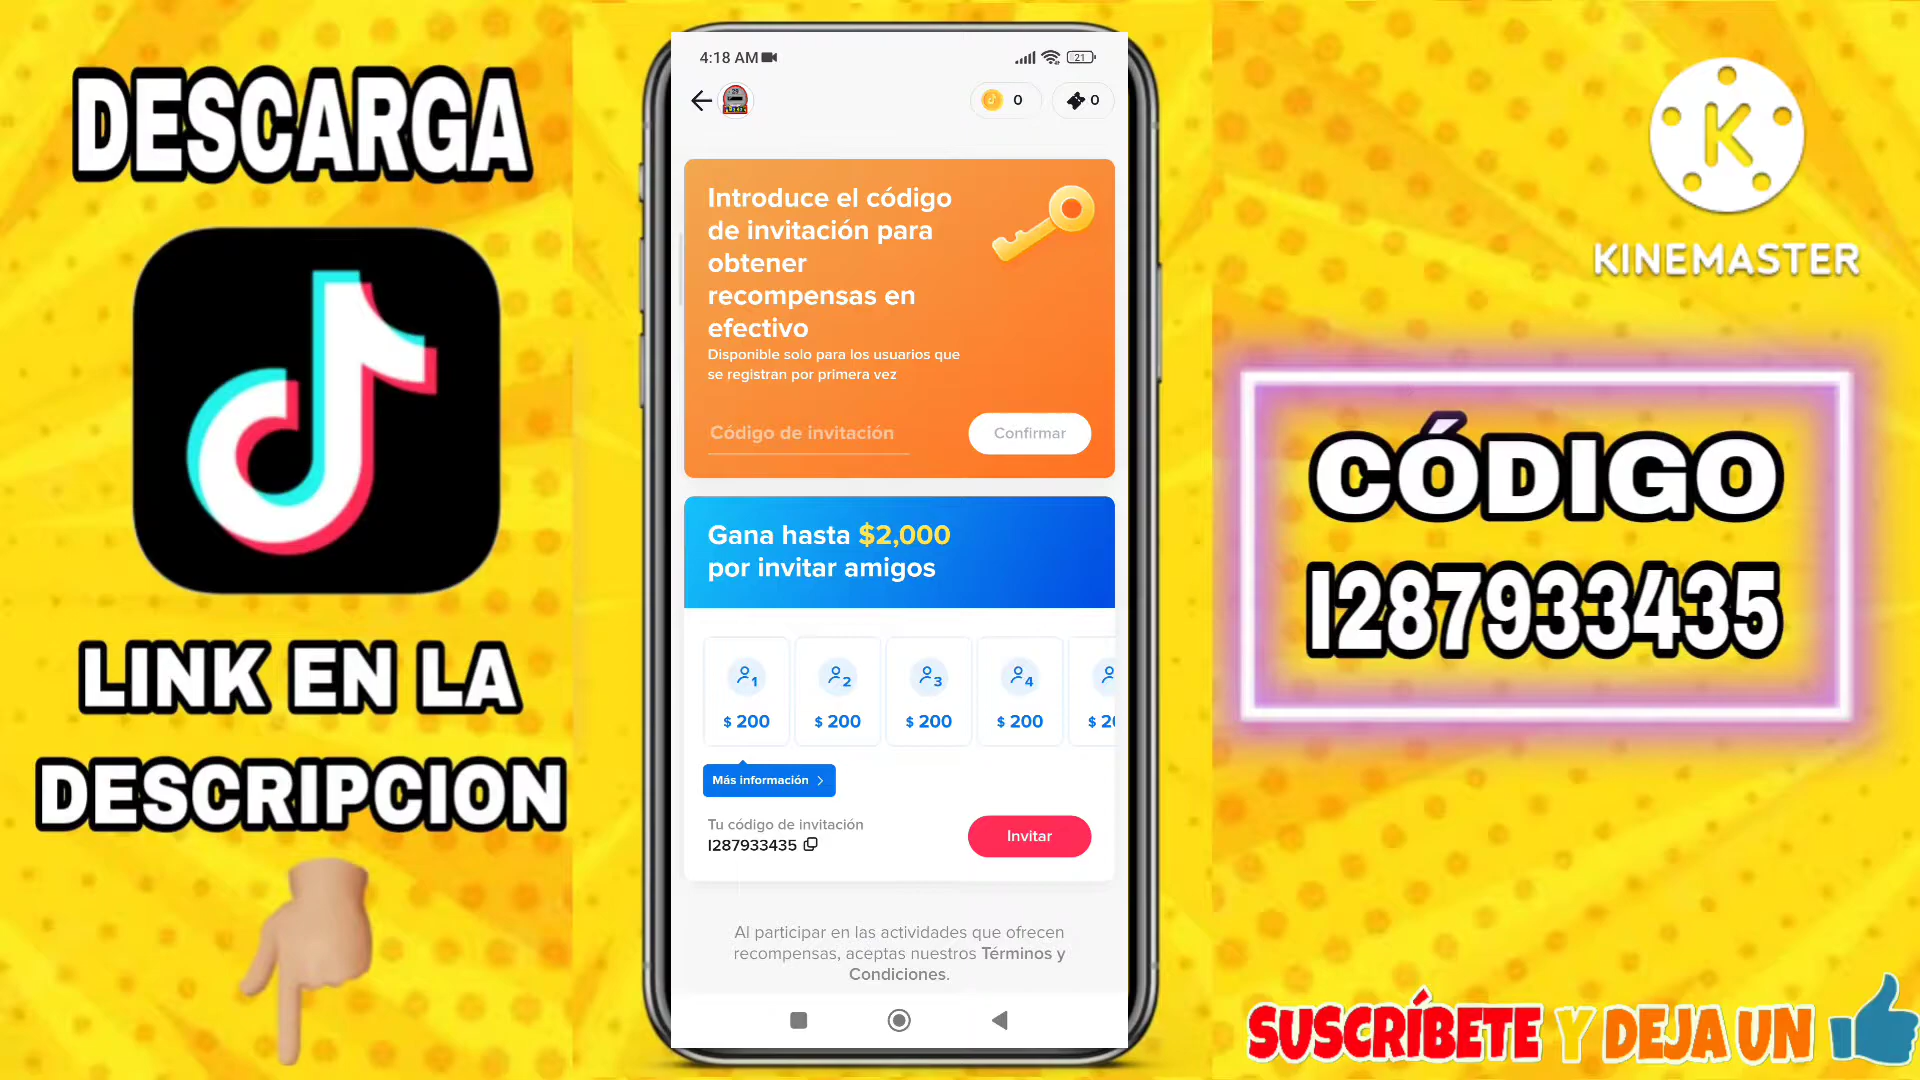 DESCARGA
LINK EN LA
DESCRIPCION
4:18 AM
21
0
0
Introduce el código
de invitación para
obtener
recompensas en
efectivo
Disponible solo para los usuarios que
se registran por primera vez
Código de invitación
Confirmar
Gana hasta $2,000
por invitar amigos
1
2
3
4
$ 200
$ 200
$ 200
$ 200
$ 20
Más información
Tu código de invitación
I287933435
Invitar
Al participar en las actividades que ofrecen
recompensas, aceptas nuestros Términos y
Condiciones.
K
KINEMASTER
CÓDIGO
I287933435
SUSCRÍBETE Y DEJA UN